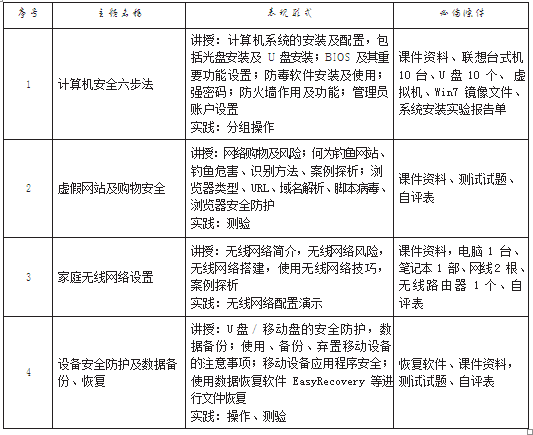 序号 主题名称 表现形式 必备条件
1
计算机安全六步法
讲授：计算机系统的安装及配置，包
括光盘安装及 U 盘安装；BIOS 及其重
要功能设置；防毒软件安装及使用；
强密码；防火墙作用及功能；管理员
账户设置
实践：分组操作
课件资料、联想台式机
10 台、U 盘 10 个、虚
拟机、Win7 镜像文件、
系统安装实验报告单
2
虚假网站及购物安全
讲授：网络购物及风险；何为钓鱼网站、
钓鱼危害、识别方法、案例探析；浏
览器类型、URL、域名解析、脚本病毒、
浏览器安全防护
实践：测验
课件资料、测试试题、
自评表
3
家庭无线网络设置
讲授：无线网络简介，无线网络风险，
无线网络搭建，使用无线网络技巧，
案例探析
实践：无线网络配置演示
课件资料，电脑 1 台、
笔记本 1 部、网线2 根、
无线路由器 1 个、自
评表
4
设备安全防护及数据备
份、恢复
讲授：U 盘 / 移动盘的安全防护，数
据备份；使用、备份、弃置移动设备
的注意事项；移动设备应用程序安全；
使用数据恢复软件 EasyRecovery 等进
行文件恢复
实践：操作、测验
恢复软件、课件资料，
测试试题、自评表